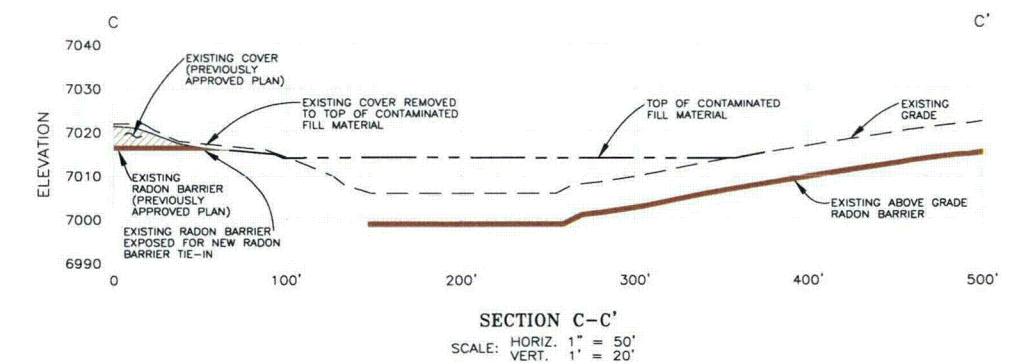 C
C'
7040
7030
7020
7010
7000
6990
ELEVATION
EXISTING COVER
(PREVIOUSLY
APPROVED PLAN)
EXISTING COVER REMOVED
TO TOP OF CONTAMINATED
FILL MATERIAL
TOP OF CONTAMINATED
FILL MATERIAL
EXISTING
GRADE
EXISTING
RADON BARRIER
(PREVIOUSLY
APPROVED PLAN)
EXISTING RADON BARRIER
EXPOSED FOR NEW RADON
BARRIER TIE-IN
EXISTING ABOVE GRADE
RADON BARRIER
0
100'
200'
300'
400'
500'
SECTION C-C'
SCALE: HORIZ. 1" = 50'
VERT. 1' = 20'